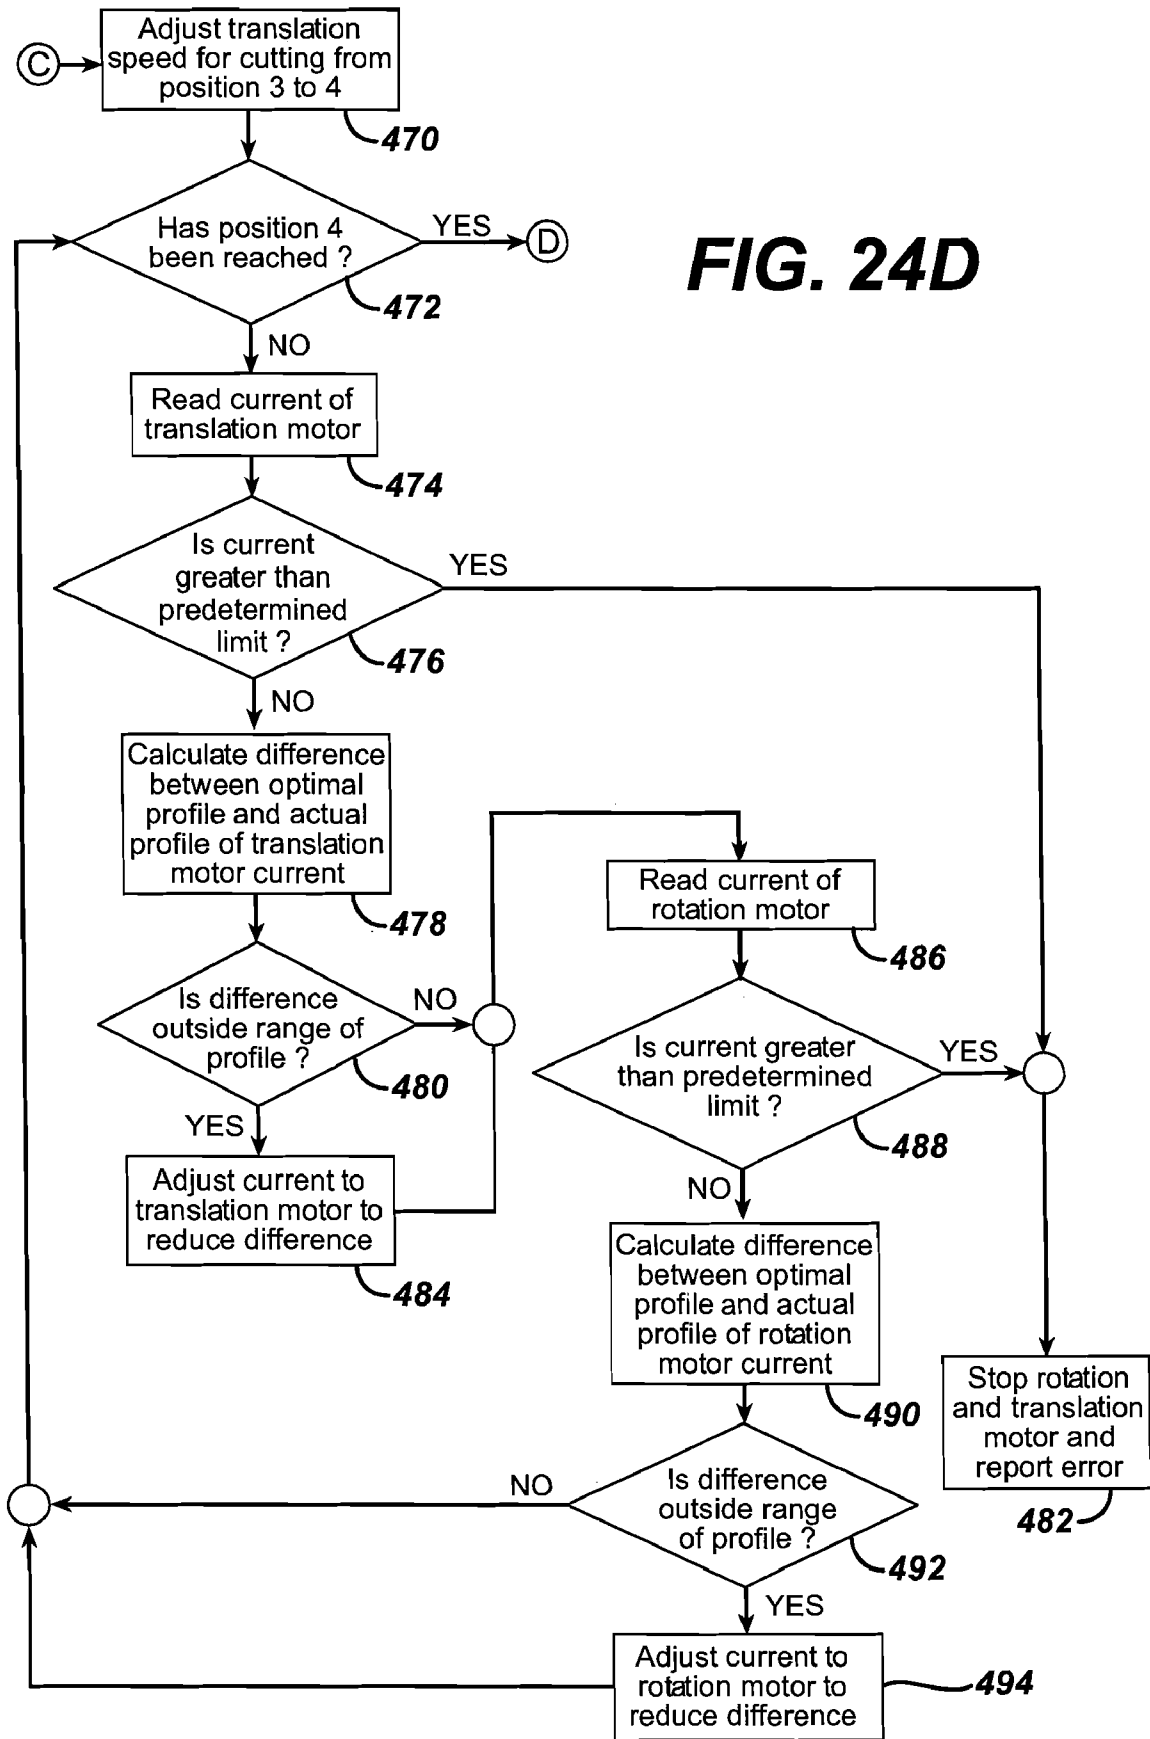 Adjust translation
speed for cutting from
position 3 to 4
C
470
Has position 4
been reached ?
YES
D
FIG. 24D
472
NO
Read current of
translation motor
474
Is current
greater than
predetermined
limit ?
YES
476
NO
Calculate difference
between optimal
profile and actual
profile of translation
motor current
478
Is difference
outside range of
profile ?
NO
480
YES
Adjust current to
translation motor to
reduce difference
484
Read current of
rotation motor
486
Is current greater
than predetermined
limit ?
YES
488
NO
Calculate difference
between optimal
profile and actual
profile of rotation
motor current
490
Stop rotation
and translation
motor and
report error
482
Is difference
outside range
of profile ?
NO
492
YES
Adjust current to
rotation motor to
reduce difference
494